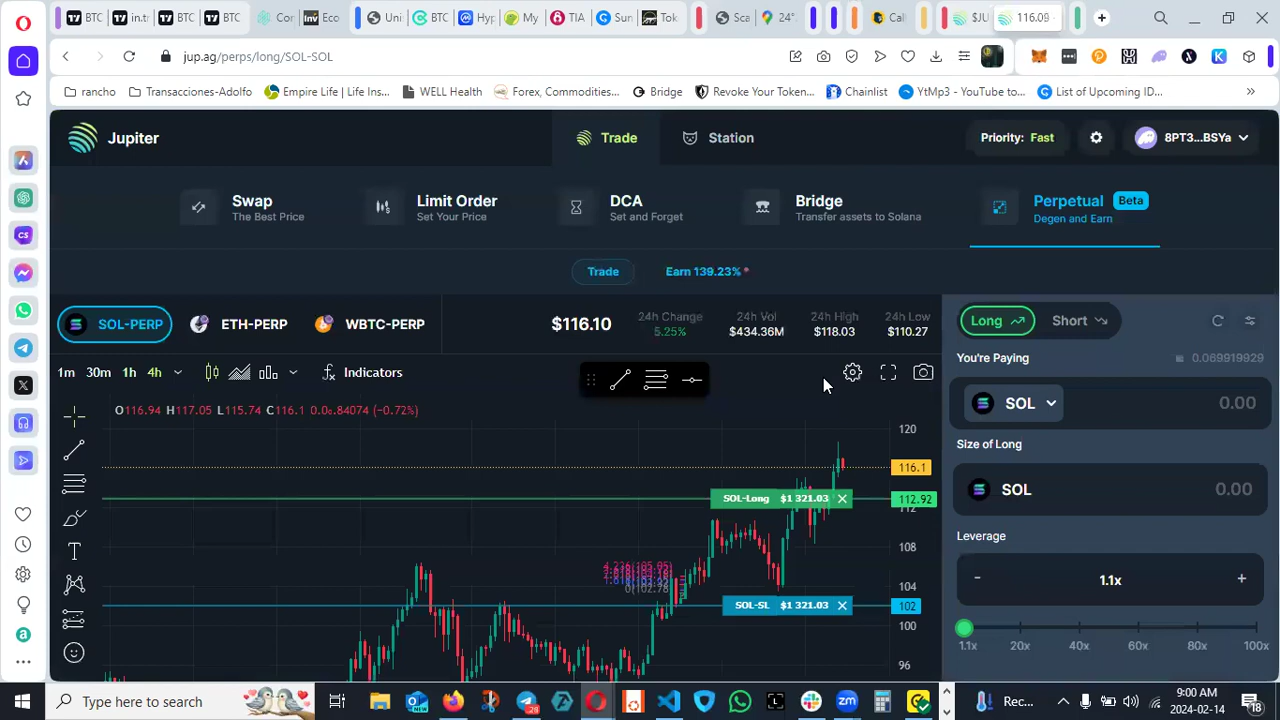 BTC in.tr BTC BTC Cor Eco Uni BTC Hyp My TIA Sun Tok Sca 24° Cal $JU 116.09
jup.ag/perps/long/SOL-SOL
rancho Transacciones-Adolfo Empire Life | Life Ins... WELL Health Forex, Commodities... Bridge Revoke Your Token... Chainlist YtMp3 - YouTube to... List of Upcoming ID...
Jupiter Trade Station Priority: Fast 8PT3...BSYa
Swap Limit Order DCA Bridge Perpetual Beta
The Best Price Set Your Price Set and Forget Transfer assets to Solana Degen and Earn
Trade Earn 139.23%
SOL-PERP ETH-PERP WBTC-PERP $116.10
24h Change 24h Vol 24h High 24h Low
5.25% $434.36M $118.03 $110.27
Long Short
You're Paying 0.069919929
SOL 0.00
Size of Long
SOL 0.00
Leverage
- 1.1x +
1.1x 20x 40x 60x 80x 100x
1m 30m 1h 4h Indicators
O116.94 H117.05 L115.74 C116.1 (−0.72%)
120
116.1
SOL-Long $1 321.03
112.92
112
108
104
SOL-SL $1 321.03
102
100
96
Type here to search
26
Rec...
9:00 AM
2024-02-14
18